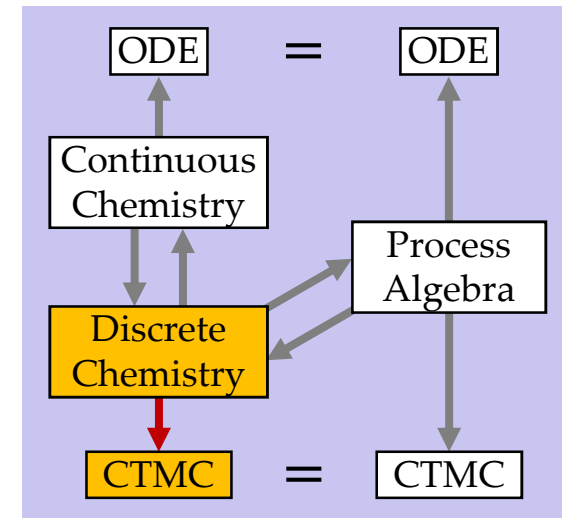 ODE = ODE
Continuous
Chemistry
Process
Algebra
Discrete
Chemistry
CTMC = CTMC